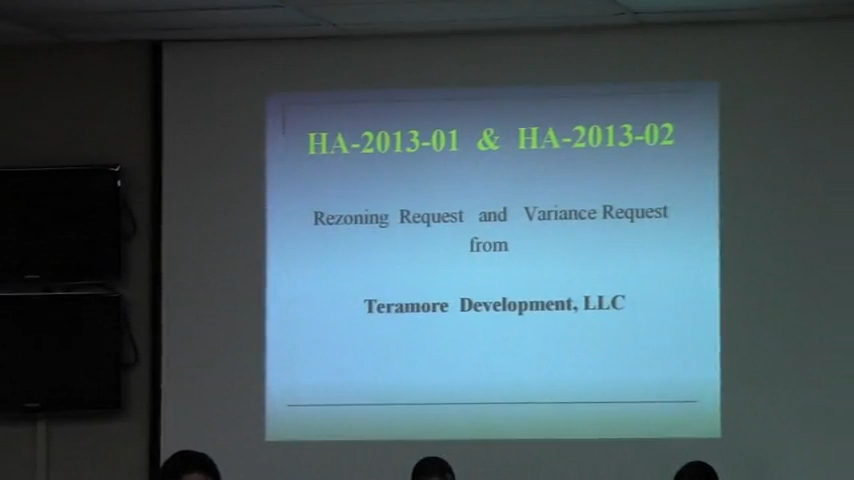 HA-2013-01 & HA-2013-02
Rezoning Request and Variance Request
from
Teramore Development, LLC